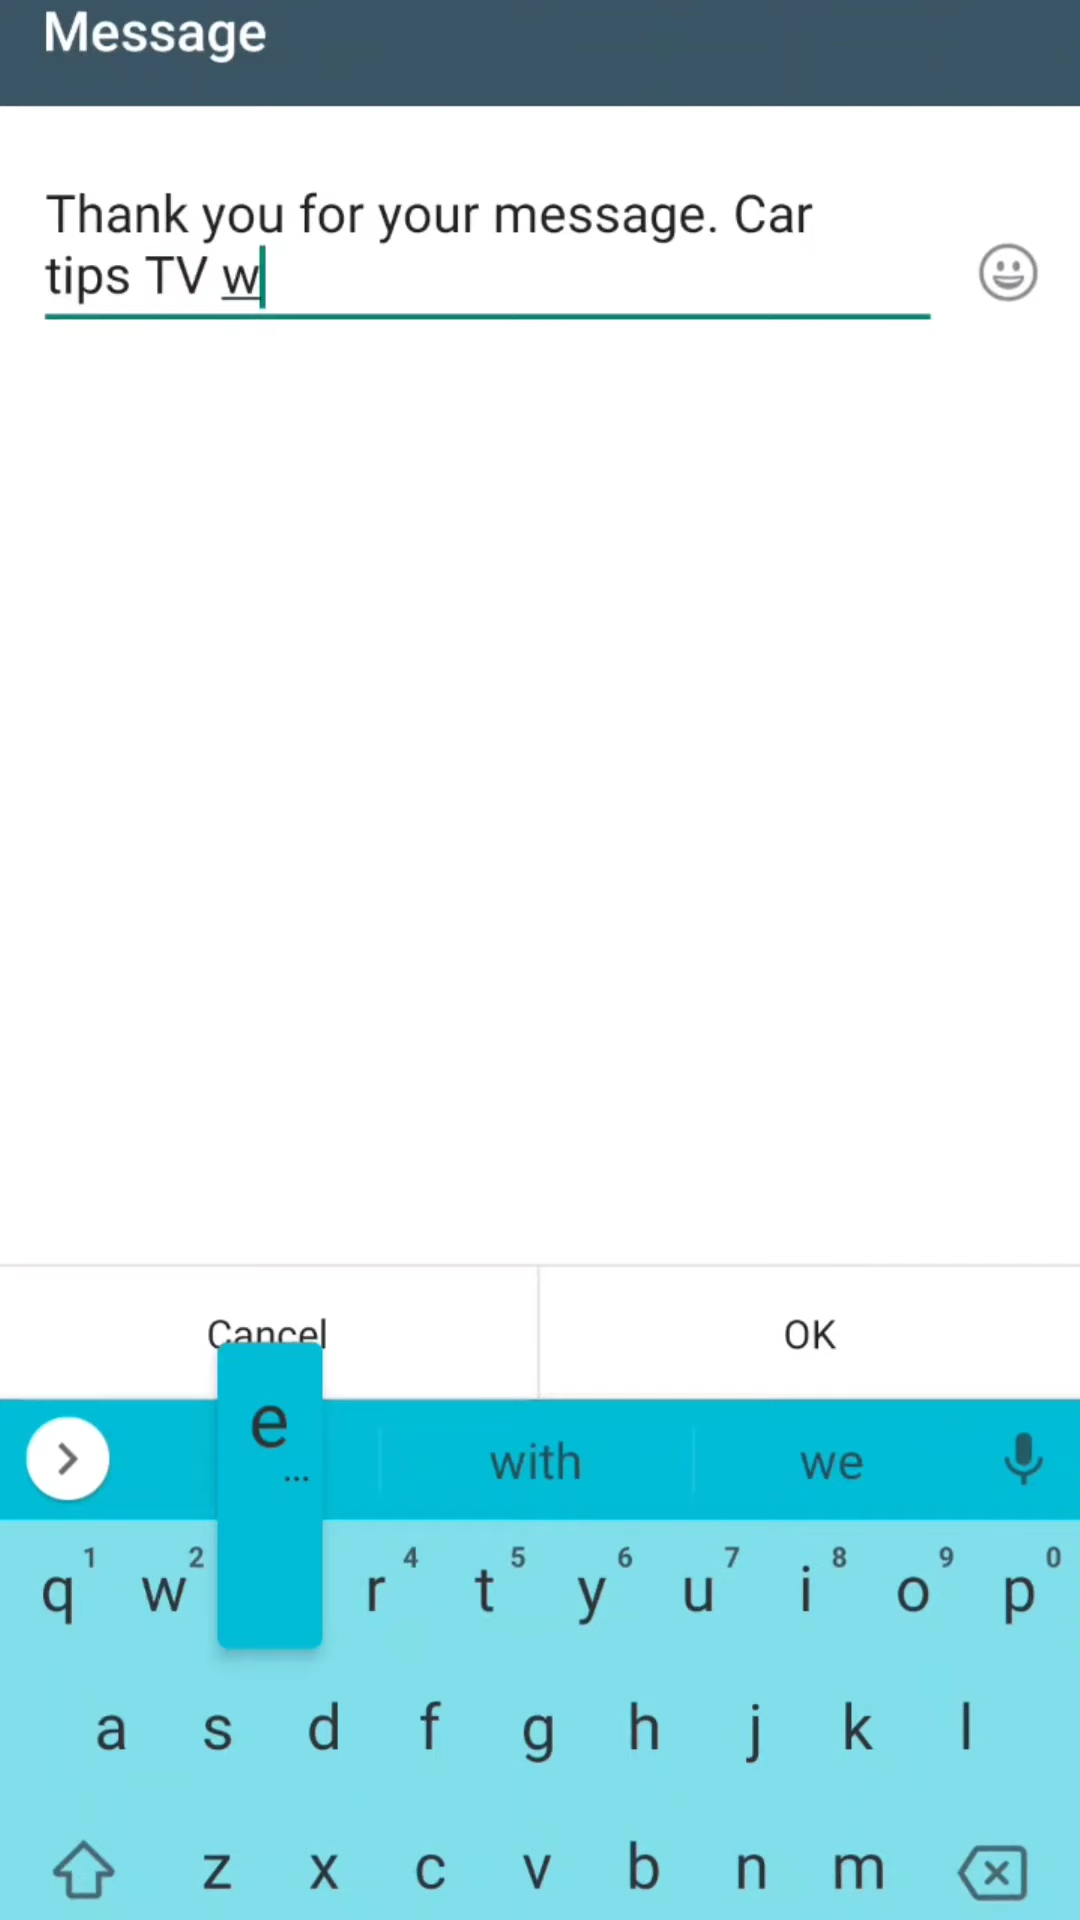 Message
Thank you for your message. Car
tips TV w
Cancel
OK
e
...
with
we
1 2 4 5 6 7 8 9 0
q w r t y u i o p
a s d f g h j k l
z x c v b n m